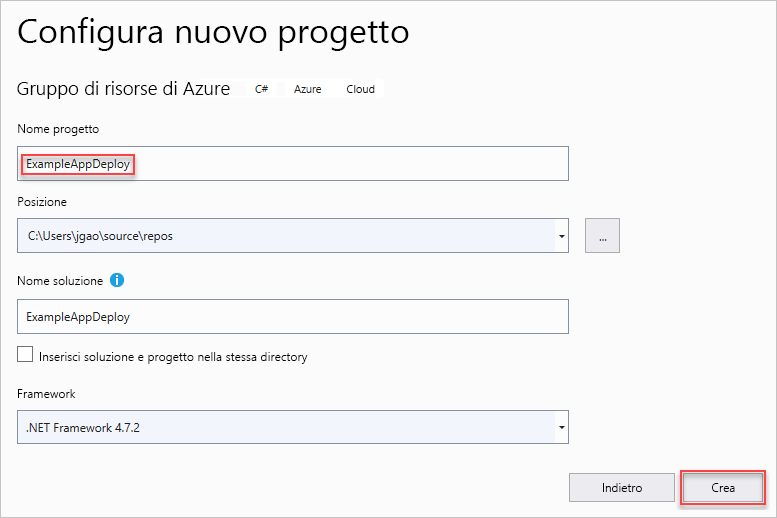 Configura nuovo progetto
Gruppo di risorse di Azure C# Azure Cloud
Nome progetto
ExampleAppDeploy
Posizione
C:\Users\jgao\source\repos ...
Nome soluzione
ExampleAppDeploy
Inserisci soluzione e progetto nella stessa directory
Framework
.NET Framework 4.7.2
Indietro Crea